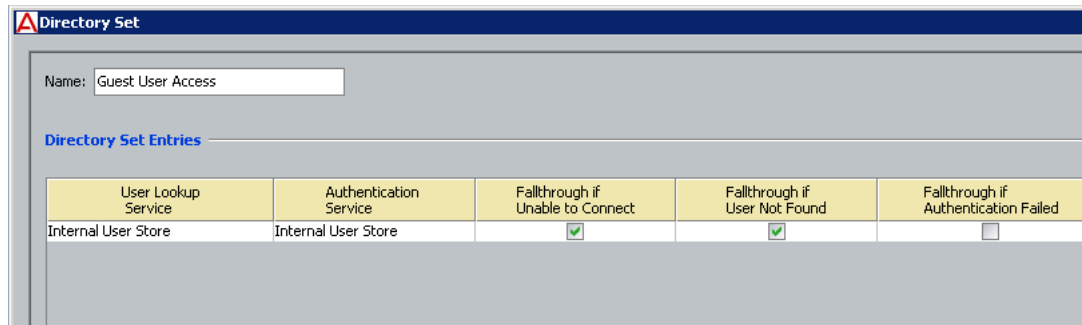 Directory Set
Name: Guest User Access
Directory Set Entries
User Lookup Service
Authentication Service
Fallthrough if Unable to Connect
Fallthrough if User Not Found
Fallthrough if Authentication Failed
Internal User Store
Internal User Store